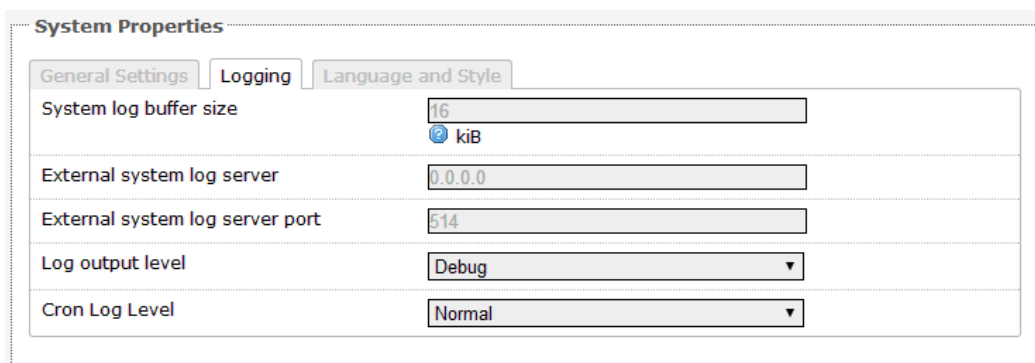 System Properties
General Settings Logging Language and Style
System log buffer size 16
? kiB
External system log server 0.0.0.0
External system log server port 514
Log output level Debug
Cron Log Level Normal